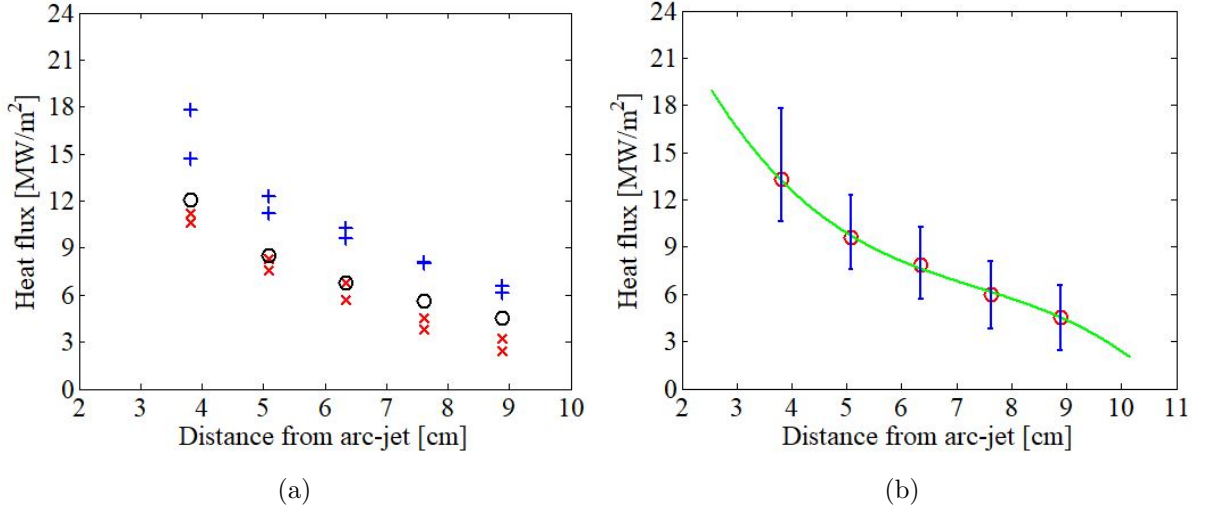 24
21
18
15
12
9
6
3
0
Heat flux [MW/m²]
2 3 4 5 6 7 8 9 10
Distance from arc-jet [cm]
(a)
24
21
18
15
12
9
6
3
0
Heat flux [MW/m²]
2 3 4 5 6 7 8 9 10 11
Distance from arc-jet [cm]
(b)